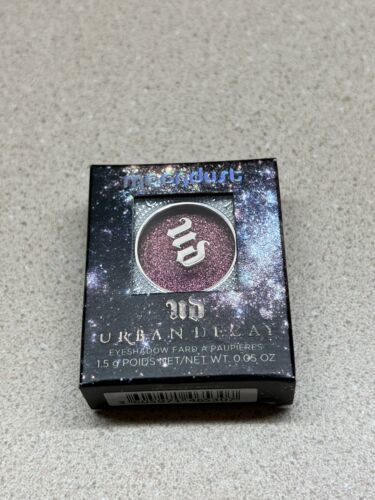 moondust
UD
UD
URBAN DECAY
EYESHADOW FARD À PAUPIÈRES
1.5 g POIDS NET/NET WT. 0.05 OZ